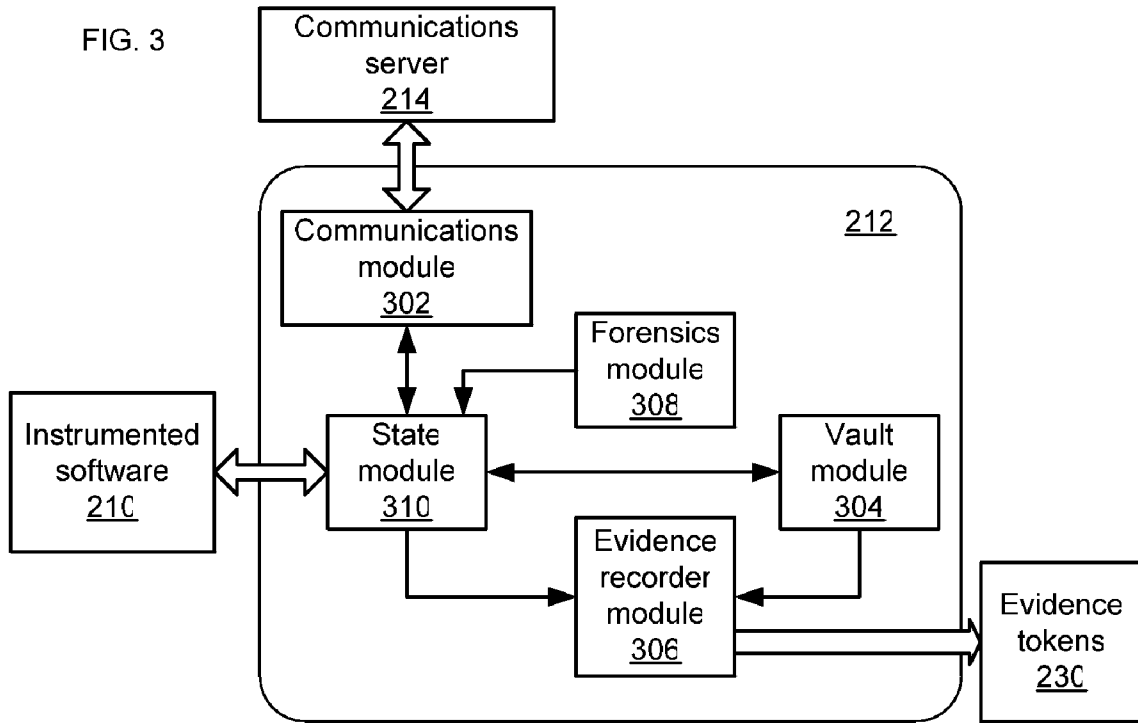 FIG. 3
Communications
server
214
212
Communications
module
302
Forensics
module
308
Instrumented
software
210
State
module
310
Vault
module
304
Evidence
recorder
module
306
Evidence
tokens
230